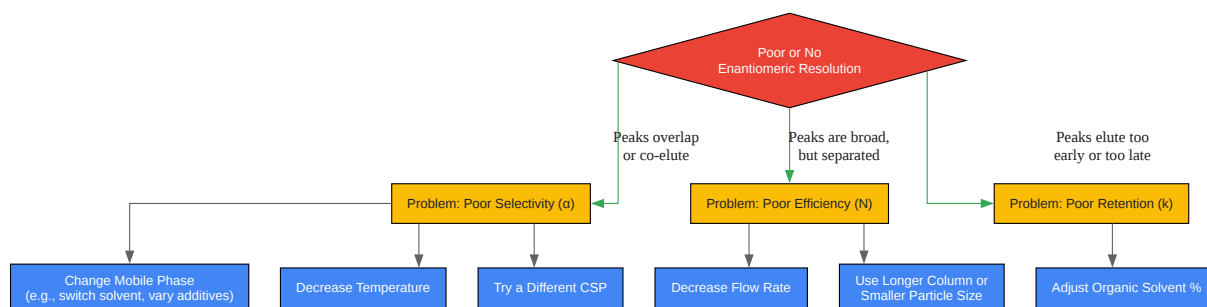 Poor or No
Enantiomeric Resolution
Peaks overlap
or co-elute
Peaks are broad,
but separated
Peaks elute too
early or too late
Problem: Poor Selectivity (α)
Problem: Poor Efficiency (N)
Problem: Poor Retention (k)
Change Mobile Phase
(e.g., switch solvent, vary additives)
Decrease Temperature
Try a Different CSP
Decrease Flow Rate
Use Longer Column or
Smaller Particle Size
Adjust Organic Solvent %